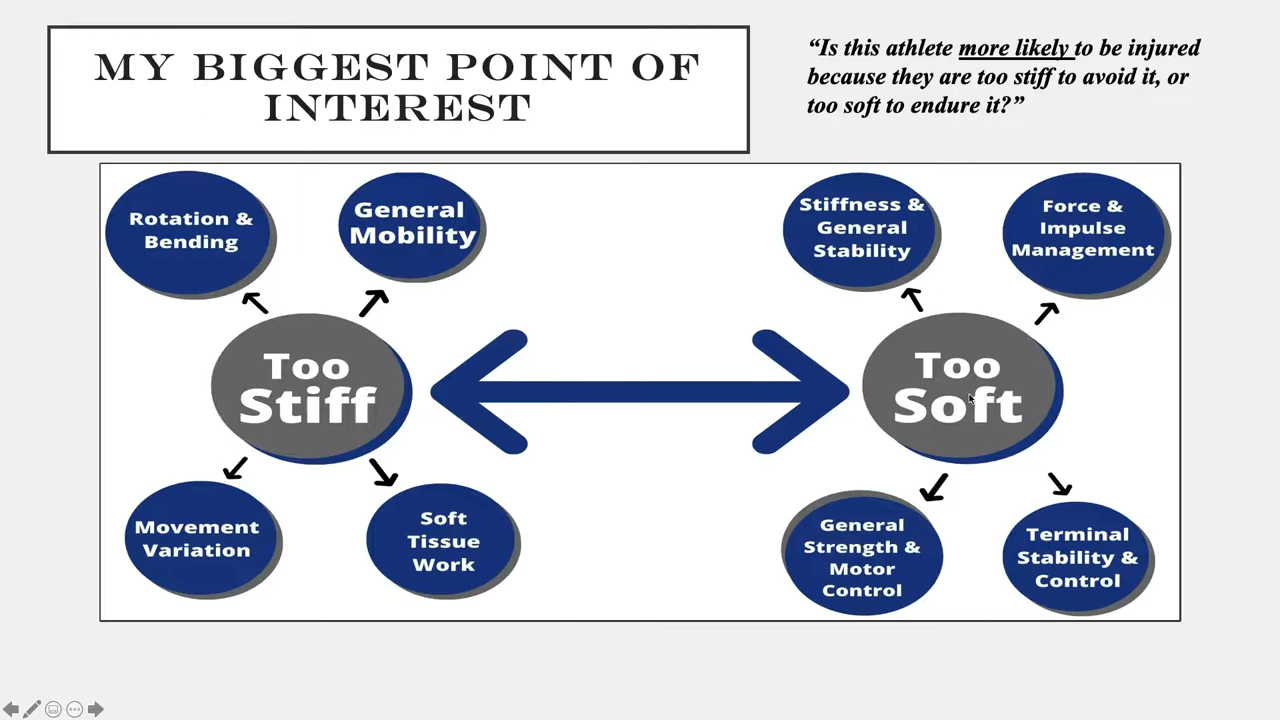 MY BIGGEST POINT OF
INTEREST
“Is this athlete more likely to be injured
because they are too stiff to avoid it, or
too soft to endure it?”
Rotation &
Bending
General
Mobility
Too
Stiff
Movement
Variation
Soft
Tissue
Work
Stiffness &
General
Stability
Force &
Impulse
Management
Too
Soft
General
Strength &
Motor
Control
Terminal
Stability &
Control